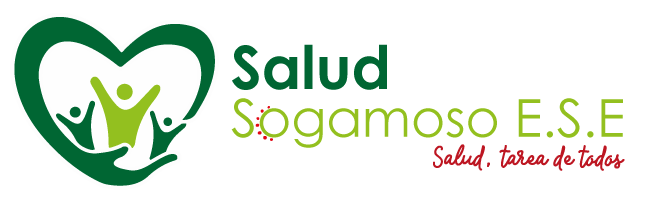 Salud
Sogamoso E.S.E
Salud, tarea de todos